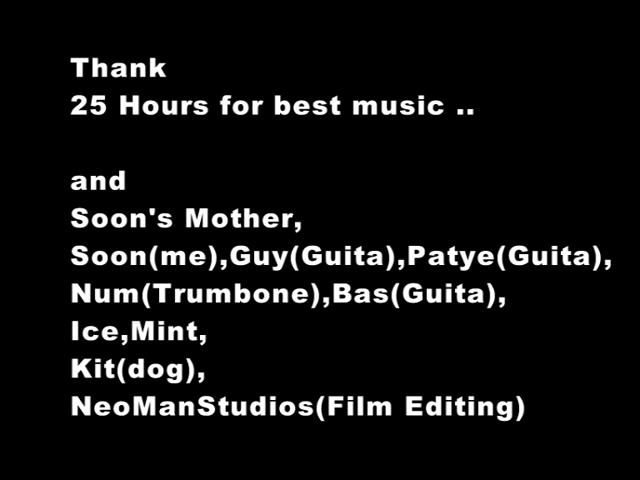 Thank
25 Hours for best music ..
and
Soon's Mother,
Soon(me),Guy(Guita),Patye(Guita),
Num(Trumbone),Bas(Guita),
Ice,Mint,
Kit(dog),
NeoManStudios(Film Editing)